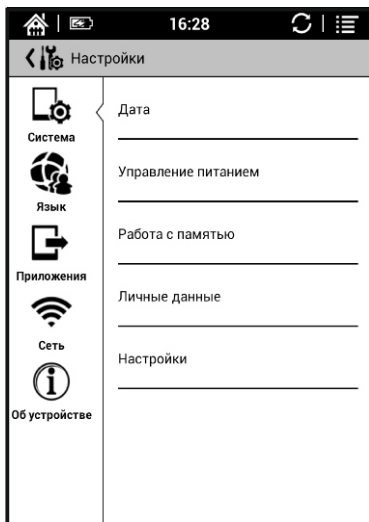 16:28
Настройки
Система
Язык
Приложения
Сеть
Об устройстве
Дата
Управление питанием
Работа с памятью
Личные данные
Настройки